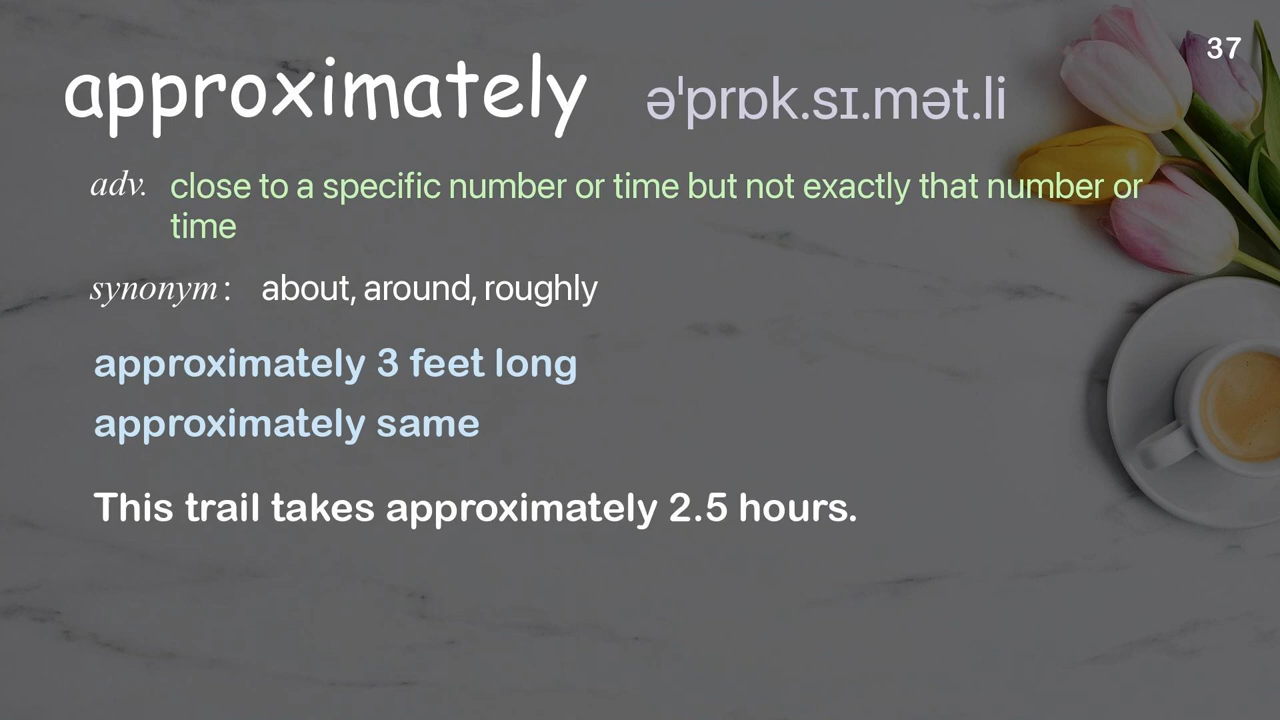 37
approximately əˈprɒk.sɪ.mət.li
adv. close to a specific number or time but not exactly that number or
time
synonym: about, around, roughly
approximately 3 feet long
approximately same
This trail takes approximately 2.5 hours.